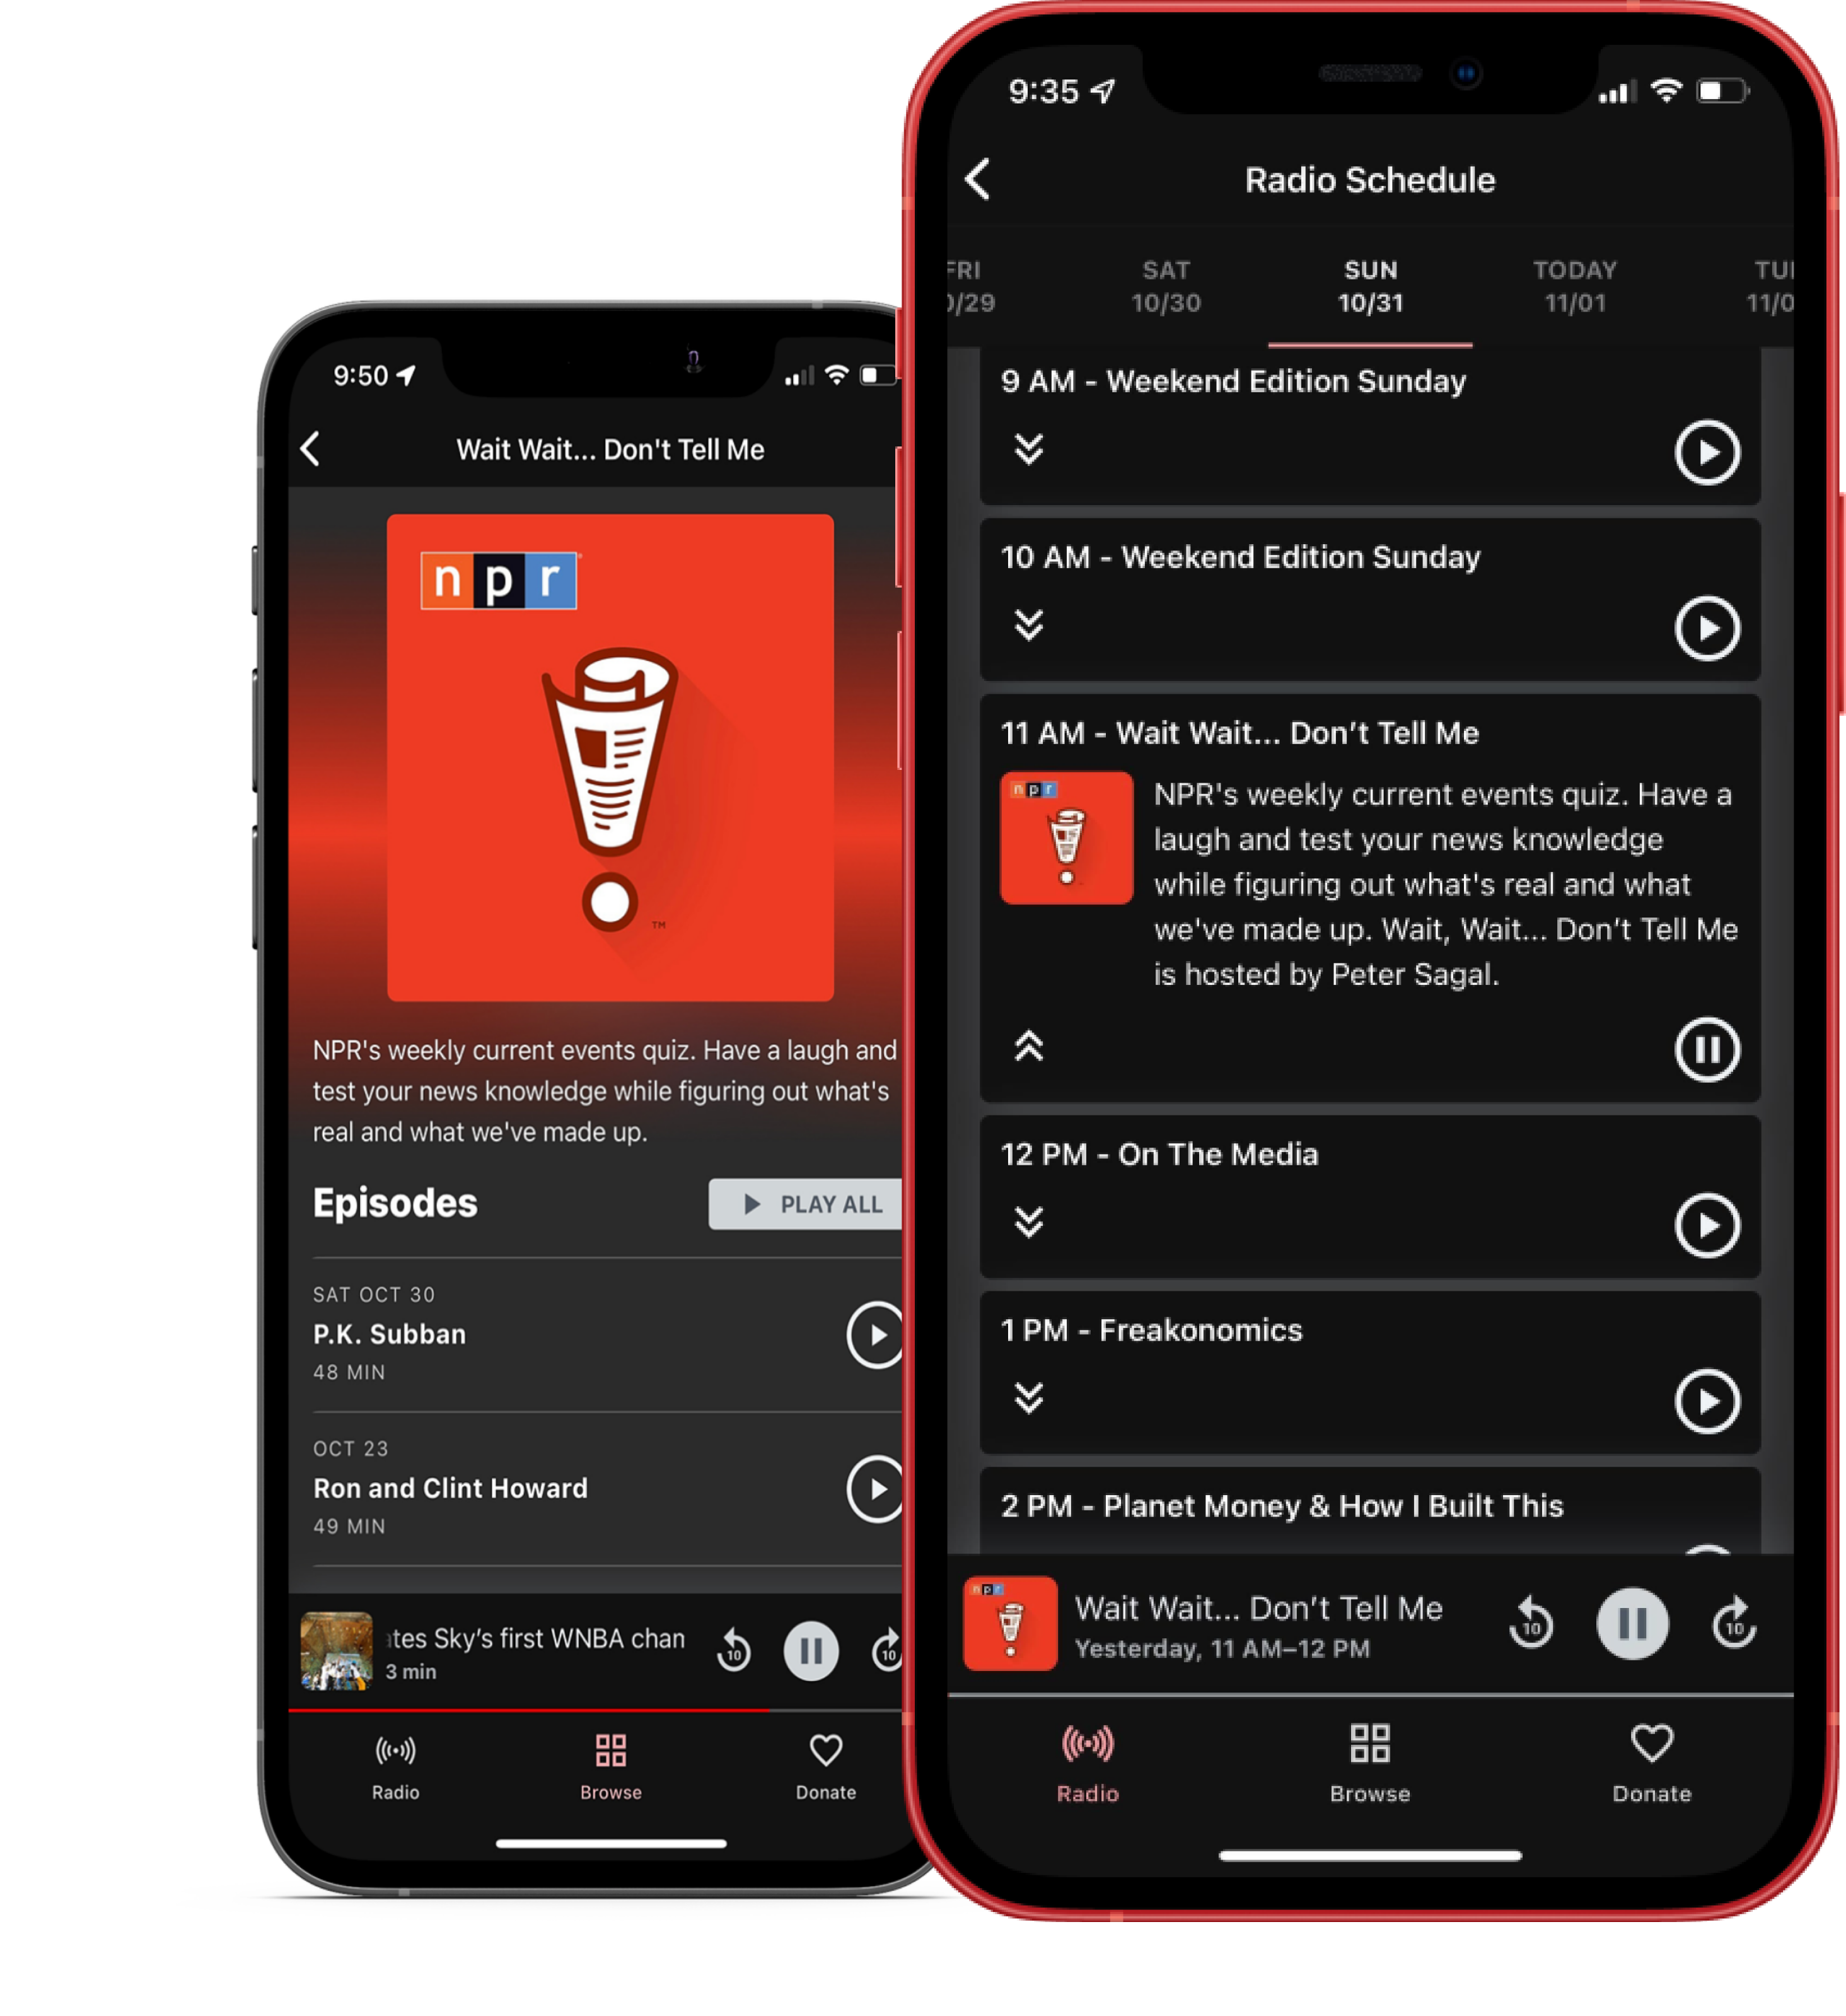 9:50
Wait Wait... Don't Tell Me
npr
TM
NPR's weekly current events quiz. Have a laugh and
test your news knowledge while figuring out what's
real and what we've made up.
Episodes
PLAY ALL
SAT OCT 30
P.K. Subban
48 MIN
OCT 23
Ron and Clint Howard
49 MIN
tes Sky's first WNBA chan
3 min
10
10
Radio
Browse
Donate
9:35
Radio Schedule
FRI
/29
SAT
10/30
SUN
10/31
TODAY
11/01
TU
11/0
9 AM - Weekend Edition Sunday
10 AM - Weekend Edition Sunday
11 AM - Wait Wait... Don't Tell Me
npr
NPR's weekly current events quiz. Have a
laugh and test your news knowledge
while figuring out what's real and what
we've made up. Wait, Wait... Don't Tell Me
is hosted by Peter Sagal.
12 PM - On The Media
1 PM - Freakonomics
2 PM - Planet Money & How I Built This
npr
Wait Wait... Don't Tell Me
Yesterday, 11 AM–12 PM
10
10
Radio
Browse
Donate